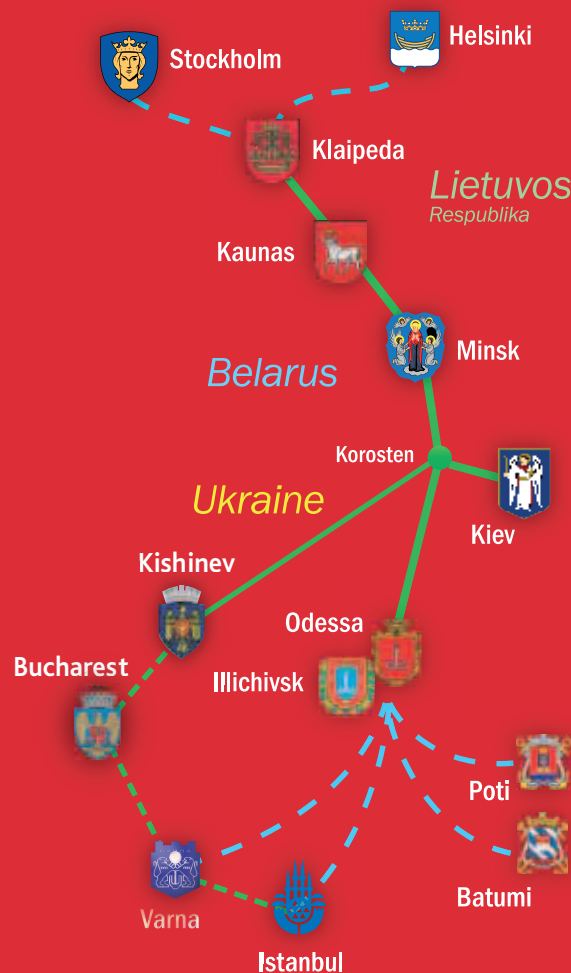 Helsinki
Stockholm
Klaipeda
Lietuvos
Respublika
Kaunas
Minsk
Belarus
Korosten
Ukraine
Kiev
Kishinev
Odessa
Bucharest
Illichivsk
Poti
Batumi
Varna
Istanbul